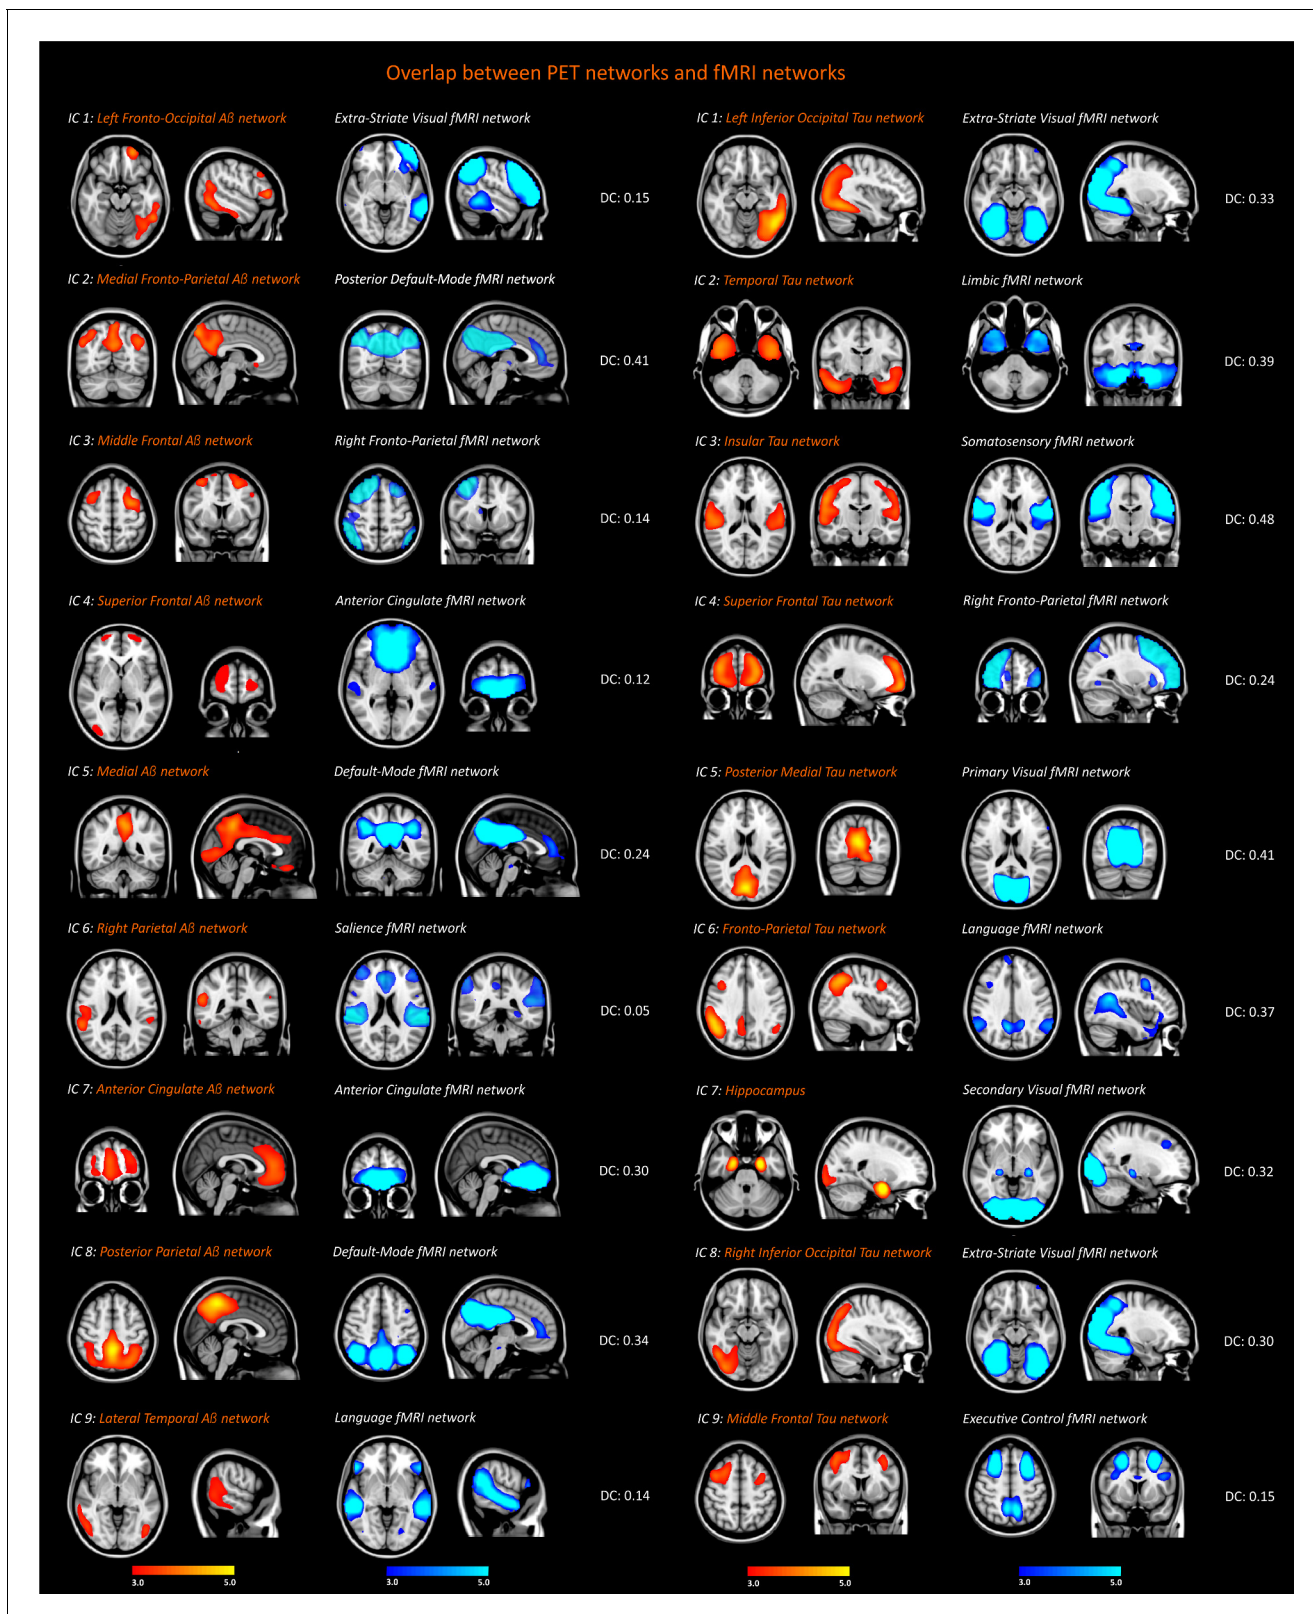 Overlap between PET networks and fMRI networks
IC 1: Left Fronto-Occipital Aß network
Extra-Striate Visual fMRI network
DC: 0.15
IC 1: Left Inferior Occipital Tau network
Extra-Striate Visual fMRI network
DC: 0.33
IC 2: Medial Fronto-Parietal Aß network
Posterior Default-Mode fMRI network
DC: 0.41
IC 2: Temporal Tau network
Limbic fMRI network
DC: 0.39
IC 3: Middle Frontal Aß network
Right Fronto-Parietal fMRI network
DC: 0.14
IC 3: Insular Tau network
Somatosensory fMRI network
DC: 0.48
IC 4: Superior Frontal Aß network
Anterior Cingulate fMRI network
DC: 0.12
IC 4: Superior Frontal Tau network
Right Fronto-Parietal fMRI network
DC: 0.24
IC 5: Medial Aß network
Default-Mode fMRI network
DC: 0.24
IC 5: Posterior Medial Tau network
Primary Visual fMRI network
DC: 0.41
IC 6: Right Parietal Aß network
Salience fMRI network
DC: 0.05
IC 6: Fronto-Parietal Tau network
Language fMRI network
DC: 0.37
IC 7: Anterior Cingulate Aß network
Anterior Cingulate fMRI network
DC: 0.30
IC 7: Hippocampus
Secondary Visual fMRI network
DC: 0.32
IC 8: Posterior Parietal Aß network
Default-Mode fMRI network
DC: 0.34
IC 8: Right Inferior Occipital Tau network
Extra-Striate Visual fMRI network
DC: 0.30
IC 9: Lateral Temporal Aß network
Language fMRI network
DC: 0.14
IC 9: Middle Frontal Tau network
Executive Control fMRI network
DC: 0.15
3.0 5.0
3.0 5.0
3.0 5.0
3.0 5.0